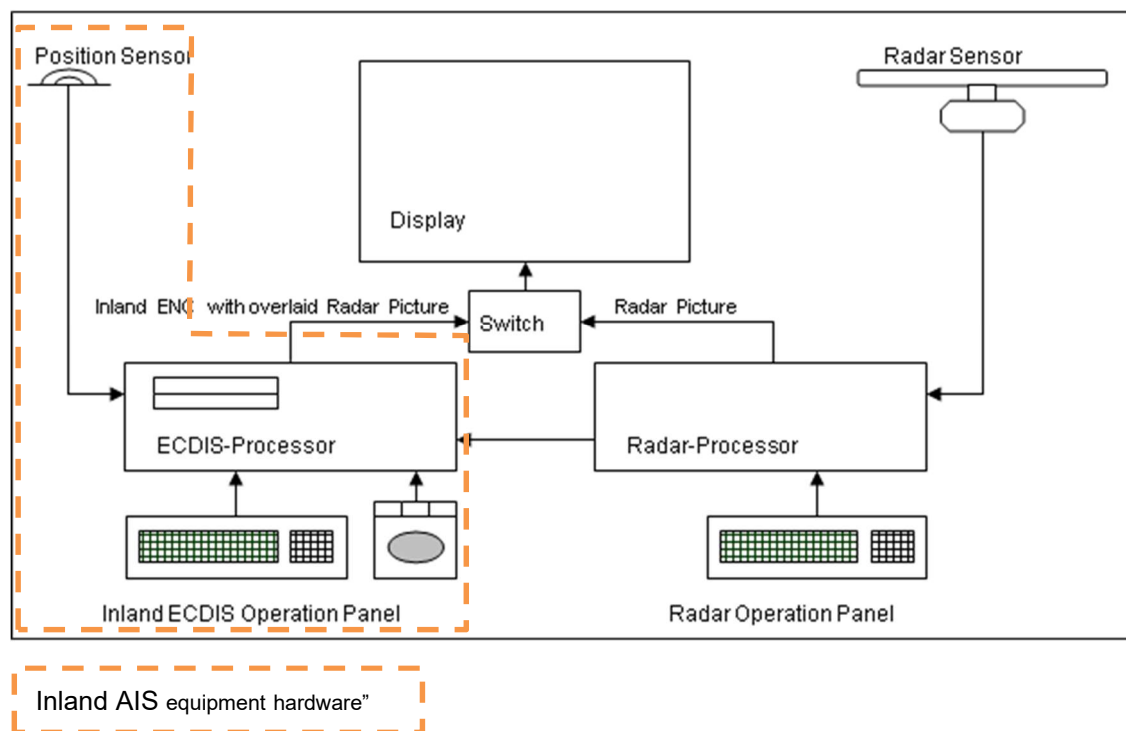 Position Sensor
Radar Sensor
Display
Inland ENC with overlaid Radar Picture
Switch
Radar Picture
ECDIS-Processor
Radar-Processor
Inland ECDIS Operation Panel
Radar Operation Panel
Inland AIS equipment hardware”